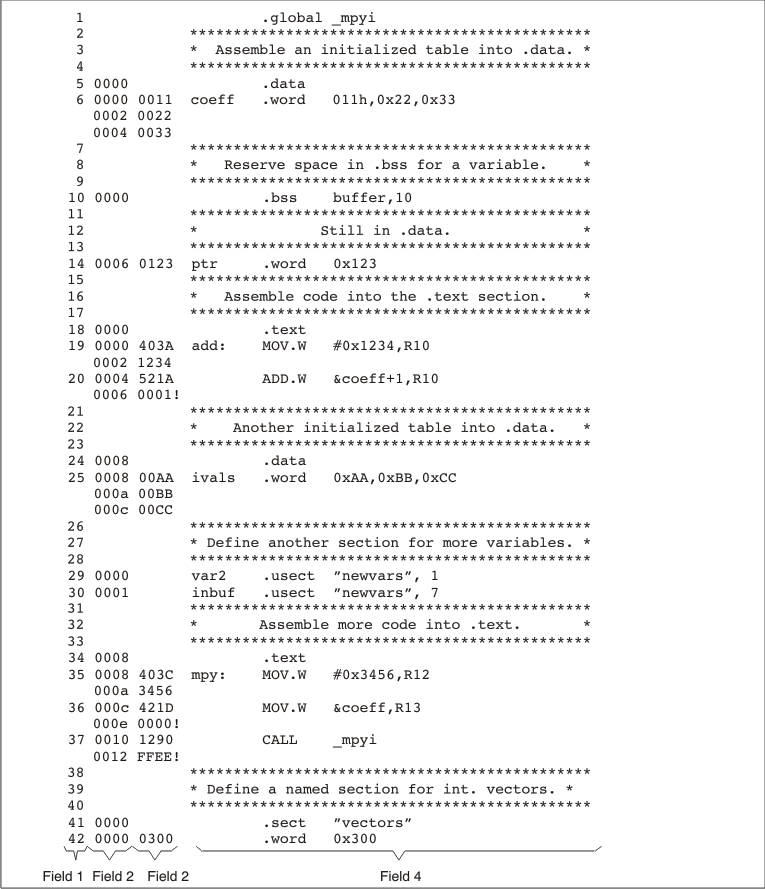 1                     .global _mpyi
2             *********************************************
3             *  Assemble an initialized table into .data. *
4             *********************************************
5 0000                .data
6 0000 0011   coeff   .word   011h,0x22,0x33
  0002 0022
  0004 0033
7             *********************************************
8             *   Reserve space in .bss for a variable.    *
9             *********************************************
10 0000               .bss    buffer,10
11            *********************************************
12            *              Still in .data.               *
13            *********************************************
14 0006 0123  ptr     .word   0x123
15            *********************************************
16            *   Assemble code into the .text section.    *
17            *********************************************
18 0000               .text
19 0000 403A  add:    MOV.W   #0x1234,R10
   0002 1234
20 0004 521A          ADD.W   &coeff+1,R10
   0006 0001!
21            *********************************************
22            *    Another initialized table into .data.   *
23            *********************************************
24 0008               .data
25 0008 00AA  ivals   .word   0xAA,0xBB,0xCC
   000a 00BB
   000c 00CC
26            *********************************************
27            * Define another section for more variables. *
28            *********************************************
29 0000       var2    .usect  ″newvars″, 1
30 0001       inbuf   .usect  ″newvars″, 7
31            *********************************************
32            *       Assemble more code into .text.       *
33            *********************************************
34 0008               .text
35 0008 403C  mpy:    MOV.W   #0x3456,R12
   000a 3456
36 000c 421D          MOV.W   &coeff,R13
   000e 0000!
37 0010 1290          CALL    _mpyi
   0012 FFEE!
38            *********************************************
39            * Define a named section for int. vectors. *
40            *********************************************
41 0000               .sect   ″vectors″
42 0000 0300          .word   0x300
Field 1 Field 2 Field 2 Field 4